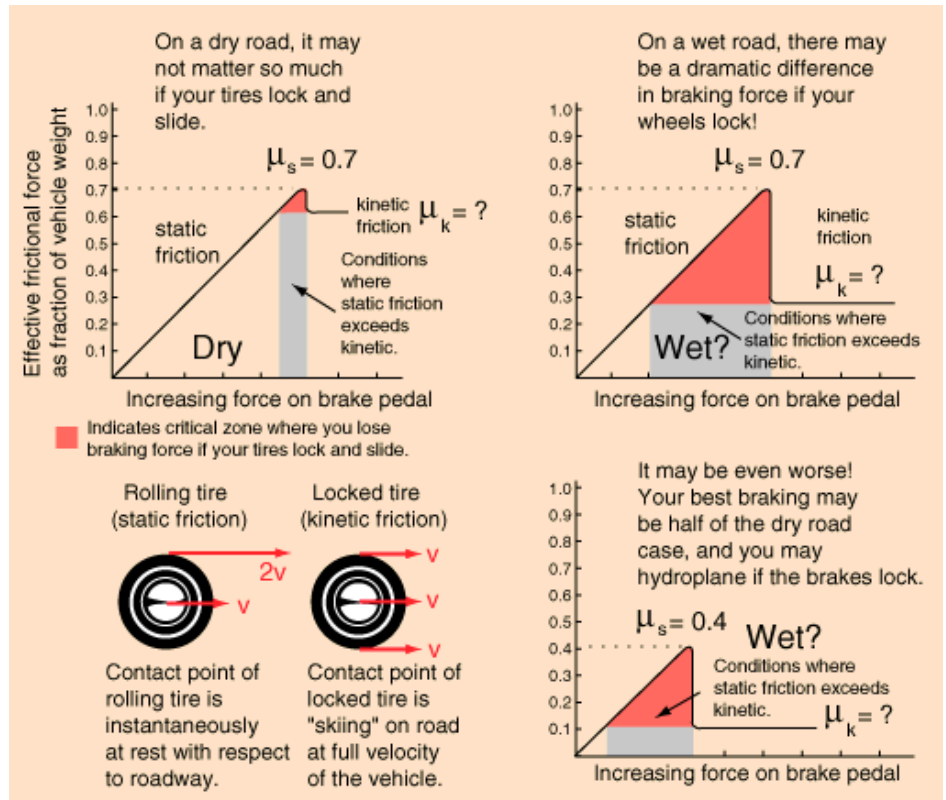 On a dry road, it may
not matter so much
if your tires lock and
slide.
Effective frictional force
as fraction of vehicle weight
1.0
0.9
0.8
0.7
0.6
0.5
0.4
0.3
0.2
0.1
μs = 0.7
static
friction
kinetic
friction μk = ?
Conditions
where
static friction
exceeds
kinetic.
Dry
Increasing force on brake pedal
Indicates critical zone where you lose
braking force if your tires lock and slide.
On a wet road, there may
be a dramatic difference
in braking force if your
wheels lock!
1.0
0.9
0.8
0.7
0.6
0.5
0.4
0.3
0.2
0.1
μs = 0.7
static
friction
kinetic
friction
μk = ?
Conditions where
static friction exceeds
kinetic.
Wet?
Increasing force on brake pedal
Rolling tire
(static friction)
2v
v
Contact point of
rolling tire is
instantaneously
at rest with respect
to roadway.
Locked tire
(kinetic friction)
v
v
v
Contact point of
locked tire is
"skiing" on road
at full velocity
of the vehicle.
It may be even worse!
Your best braking may
be half of the dry road
case, and you may
hydroplane if the brakes lock.
1.0
0.9
0.8
0.7
0.6
0.5
0.4
0.3
0.2
0.1
μs = 0.4
Wet?
Conditions where
static friction exceeds
kinetic.
μk = ?
Increasing force on brake pedal